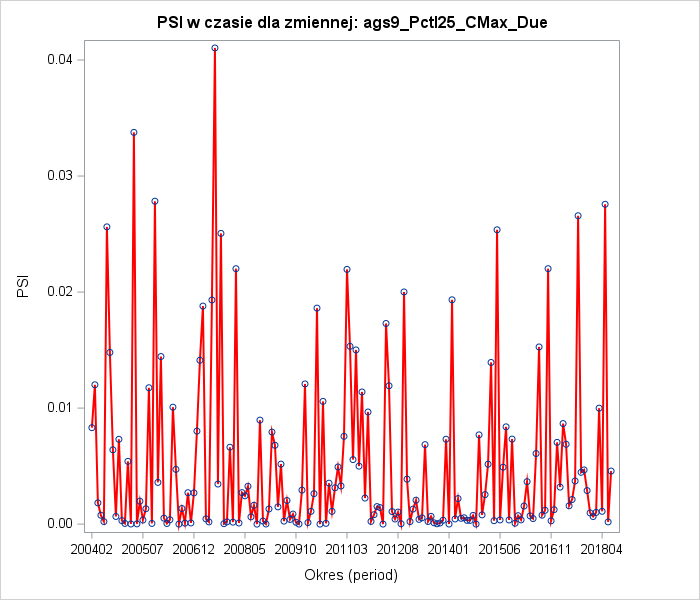 PSI w czasie dla zmiennej: ags9_Pctl25_CMax_Due
0.04
0.03
0.02
0.01
0.00
PSI
200402 200507 200612 200805 200910 201103 201208 201401 201506 201611 201804
Okres (period)